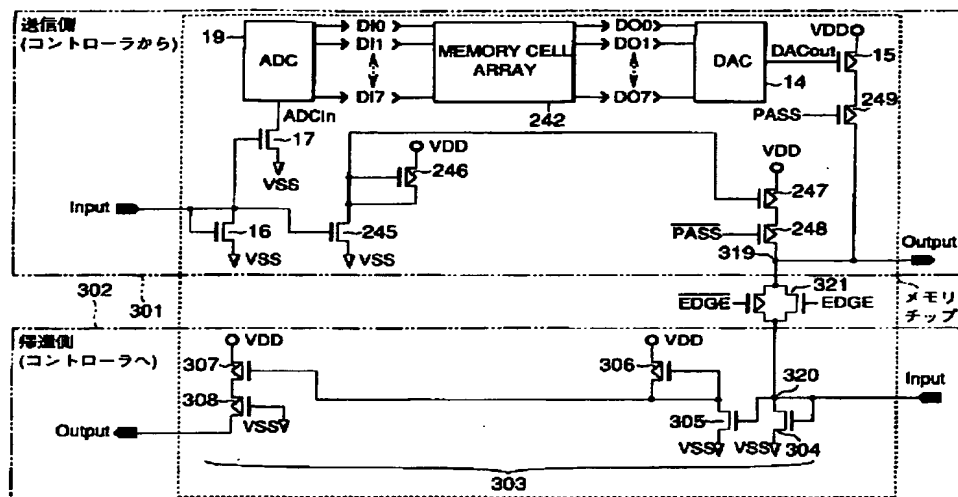 送信側
(コントローラから)
19
ADC
DI0
DI1
DI7
MEMORY CELL
ARRAY
242
DO0
DO1
DO7
DAC
14
DACout
VDD
15
249
PASS
ADCin
17
VSS
VDD
246
VDD
247
PASS
248
Input
16
VSS
245
VSS
319
Output
321
EDGE
EDGE
メモリ
チップ
302
301
帰還側
(コントローラへ)
307
VDD
308
VSS
Output
306
VDD
305
VSS
320
VSS
304
Input
303